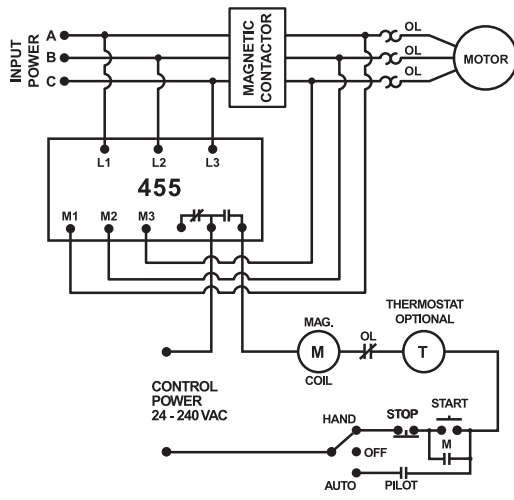 INPUT
POWER
A
B
C
MAGNETIC
CONTACTOR
OL
OL
OL
MOTOR
L1
L2
L3
455
M1
M2
M3
MAG.
M
COIL
OL
THERMOSTAT
OPTIONAL
T
CONTROL
POWER
24 - 240 VAC
HAND
STOP
START
M
OFF
AUTO
PILOT